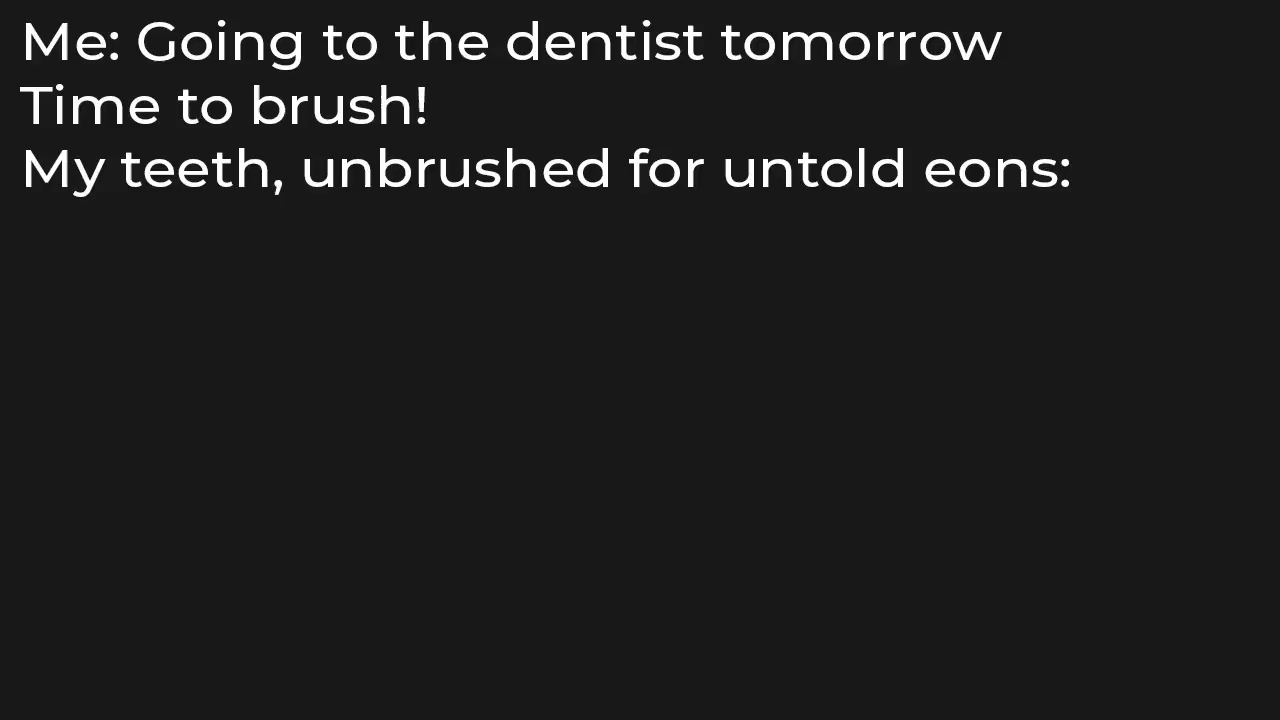 Me: Going to the dentist tomorrow
Time to brush!
My teeth, unbrushed for untold eons: